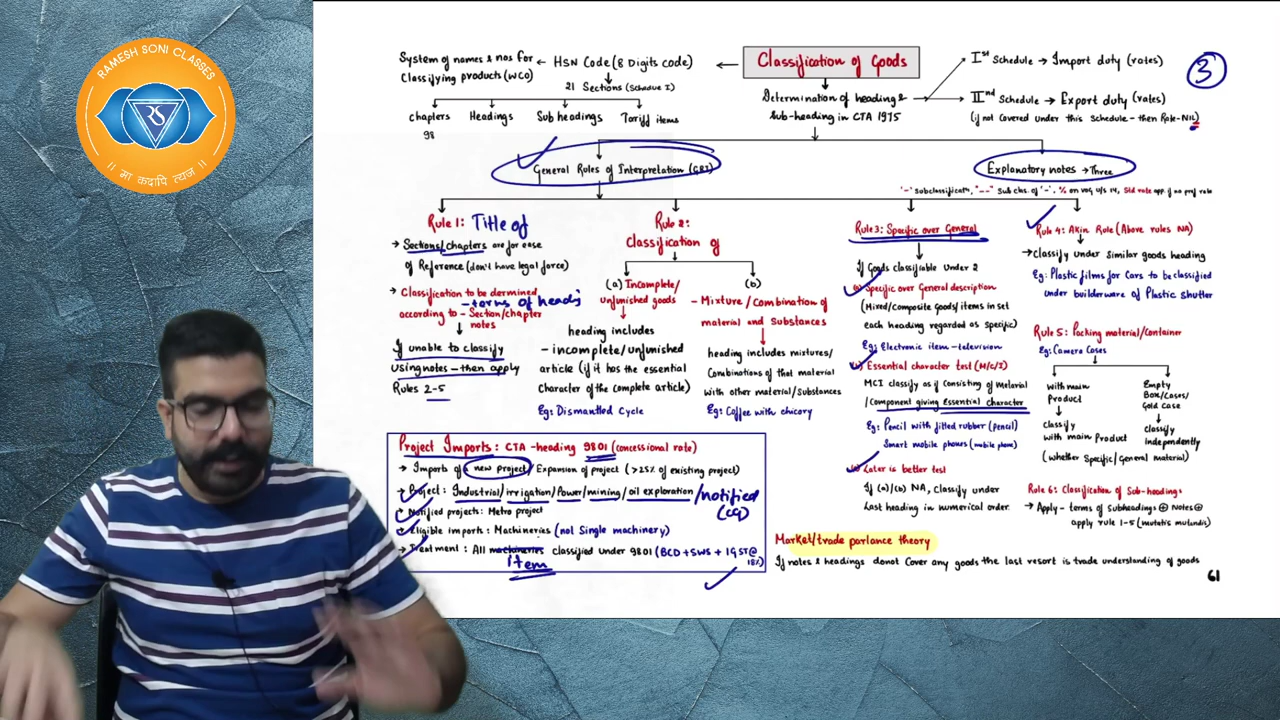 RAMESH SONI CLASSES
।। मा कदापि त्यज ।।
Classification of Goods
3
System of names & nos for
classifying products (WCO)
HSN Code (8 Digits code)
21 Sections (Schedule I)
chapters
98
Headings
Sub headings
Tariff items
Determination of heading &
sub-heading in CTA 1975
Ist Schedule → Import duty (rates)
IInd Schedule → Export duty (rates)
(if not covered under this Schedule - then Rate-NIL)
General Rules of Interpretation (GRI)
Explanatory notes → Three
Rule 1: Title of
→ Sections/chapters are for ease
of Reference (don't have legal force)
→ Classification to be dermined
according to - terms of heads
- Section/chapter
notes
If unable to classify
using notes - then apply
Rules 2-5
Rule 2:
Classification of
(a) Incomplete/
unfinished goods
heading includes
- incomplete/unfinished
article (if it has the essential
Character of the complete article)
Eg: Dismantled Cycle
(b)
- Mixture/Combination of
material and Substances
heading includes mixtures/
Combinations of that material
with other material/Substances
Eg: Coffee with chicory
Rule 3: Specific over General
If Goods classifiable under 2
(a) Specific over General description
(Mixed/composite Goods/items in set
each heading regarded as specific)
Eg: Electronic item - television
(b) Essential character test (M/C/I)
MCI classify as if consisting of Material
/Component giving Essential character
Eg: Pencil with fitted rubber (pencil)
Smart mobile phones (mobile phone)
(c) Later is better test
If (a)/(b) NA, Classify under
Last heading in numerical order.
Rule 4: Akin Rule (Above rules NA)
→ Classify under Similar goods heading
Eg: Plastic films for Cars to be classified
under builderware of Plastic shutter
Rule 5: Packing material/container
Eg: Camera Cases
with main
Product
Classify
with main Product
(whether Specific/General material)
Empty
Box/Cases/
Gold case
Classify
independently
Rule 6: Classification of Sub-headings
→ Apply - terms of subheadings ⊕ Notes ⊕
apply rule 1-5 (mutatis mutandis)
Project Imports: CTA - heading 9801 (concessional rate)
→ Imports of a new project/Expansion of project (>25% of existing project)
→ Project: Industrial/irrigation/Power/mining/oil exploration/notified
(CG)
→ Notified projects: Metro project
→ Eligible imports: Machineries (not Single machinery)
→ Treatment: All machineries classified under 9801 (BCD + SWS + IGST@
18%)
item
Market/trade parlance theory
If notes & headings donot Cover any goods the last resort is trade understanding of goods
61